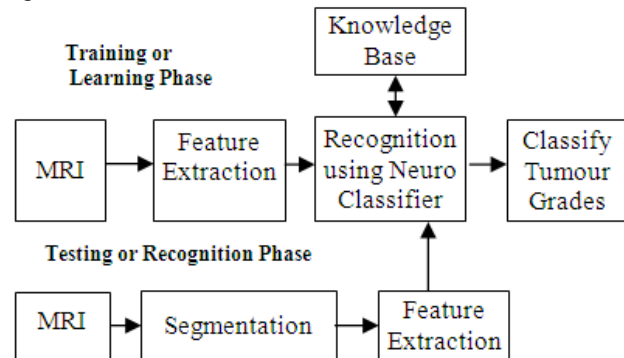 Knowledge
Base
Training or
Learning Phase
MRI
Feature
Extraction
Recognition
using Neuro
Classifier
Classify
Tumour
Grades
Testing or Recognition Phase
MRI
Segmentation
Feature
Extraction